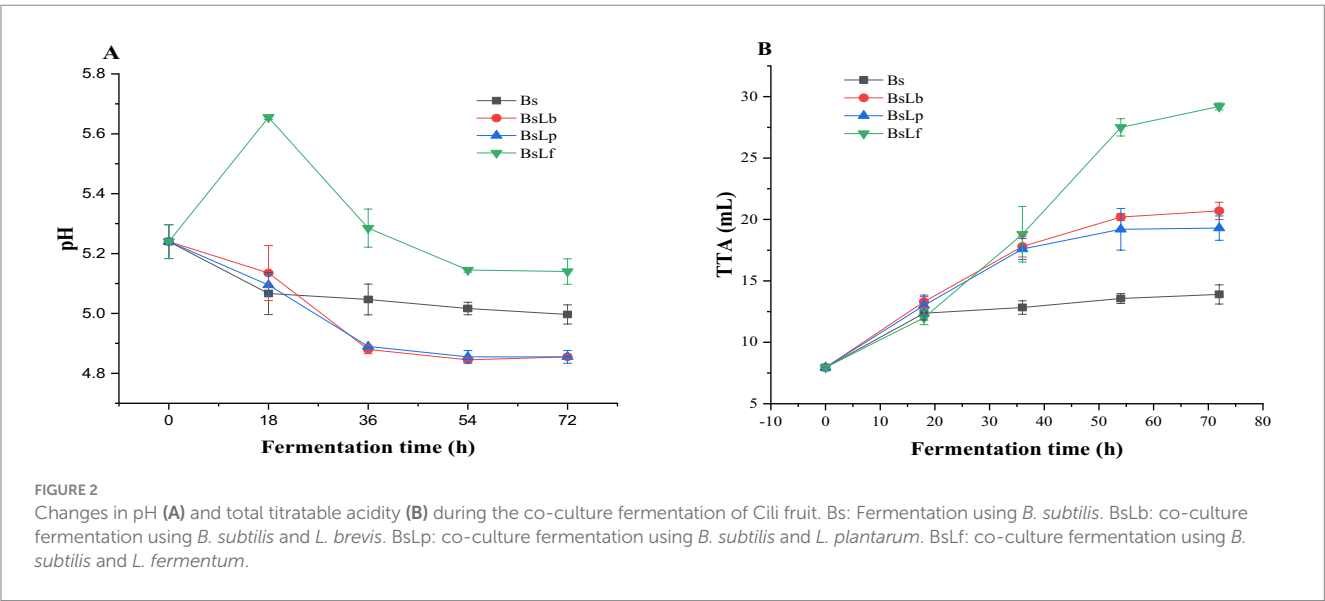 A
5.8
5.6
5.4
5.2
5.0
4.8
pH
0 18 36 54 72
Fermentation time (h)
Bs
BsLb
BsLp
BsLf
B
30
25
20
15
10
5
TTA (mL)
-10 0 10 20 30 40 50 60 70 80
Fermentation time (h)
Bs
BsLb
BsLp
BsLf
FIGURE 2
Changes in pH (A) and total titratable acidity (B) during the co-culture fermentation of Cili fruit. Bs: Fermentation using B. subtilis. BsLb: co-culture
fermentation using B. subtilis and L. brevis. BsLp: co-culture fermentation using B. subtilis and L. plantarum. BsLf: co-culture fermentation using B.
subtilis and L. fermentum.